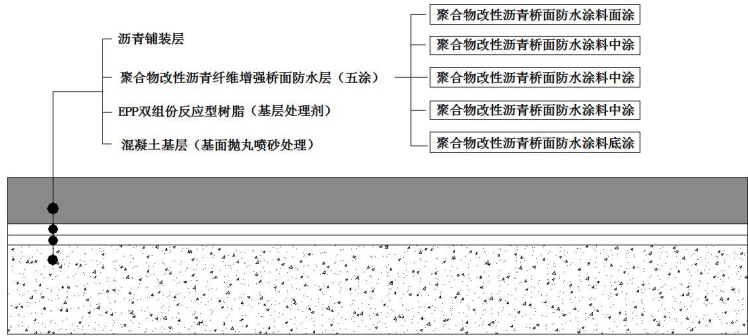 沥青铺装层
聚合物改性沥青纤维增强桥面防水层（五涂）
EPP双组份反应型树脂（基层处理剂）
混凝土基层（基面抛丸喷砂处理）
聚合物改性沥青桥面防水涂料面涂
聚合物改性沥青桥面防水涂料中涂
聚合物改性沥青桥面防水涂料中涂
聚合物改性沥青桥面防水涂料中涂
聚合物改性沥青桥面防水涂料底涂